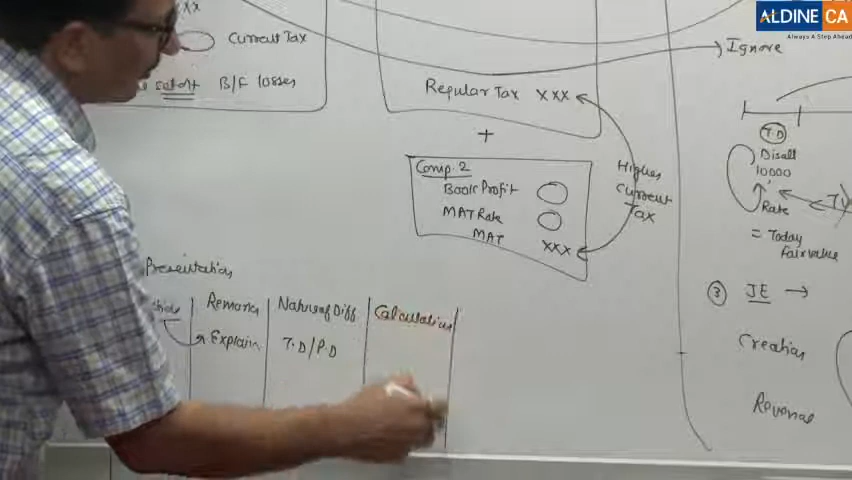 ALDINE CA
Always A Step Ahead
xx
Current Tax
setoff B/F losses
Regular Tax XXX
+
Comp. 2
Book Profit
MAT Rate
MAT XXX
Higher
Current
Tax
Ignore
T.D
Disall
10000
Rate
= Today
Fair value
③ JE →
Creation
Reversal
Presentation
Remarks
Nature of Diff
Calculation
Explain
T.D/P.D